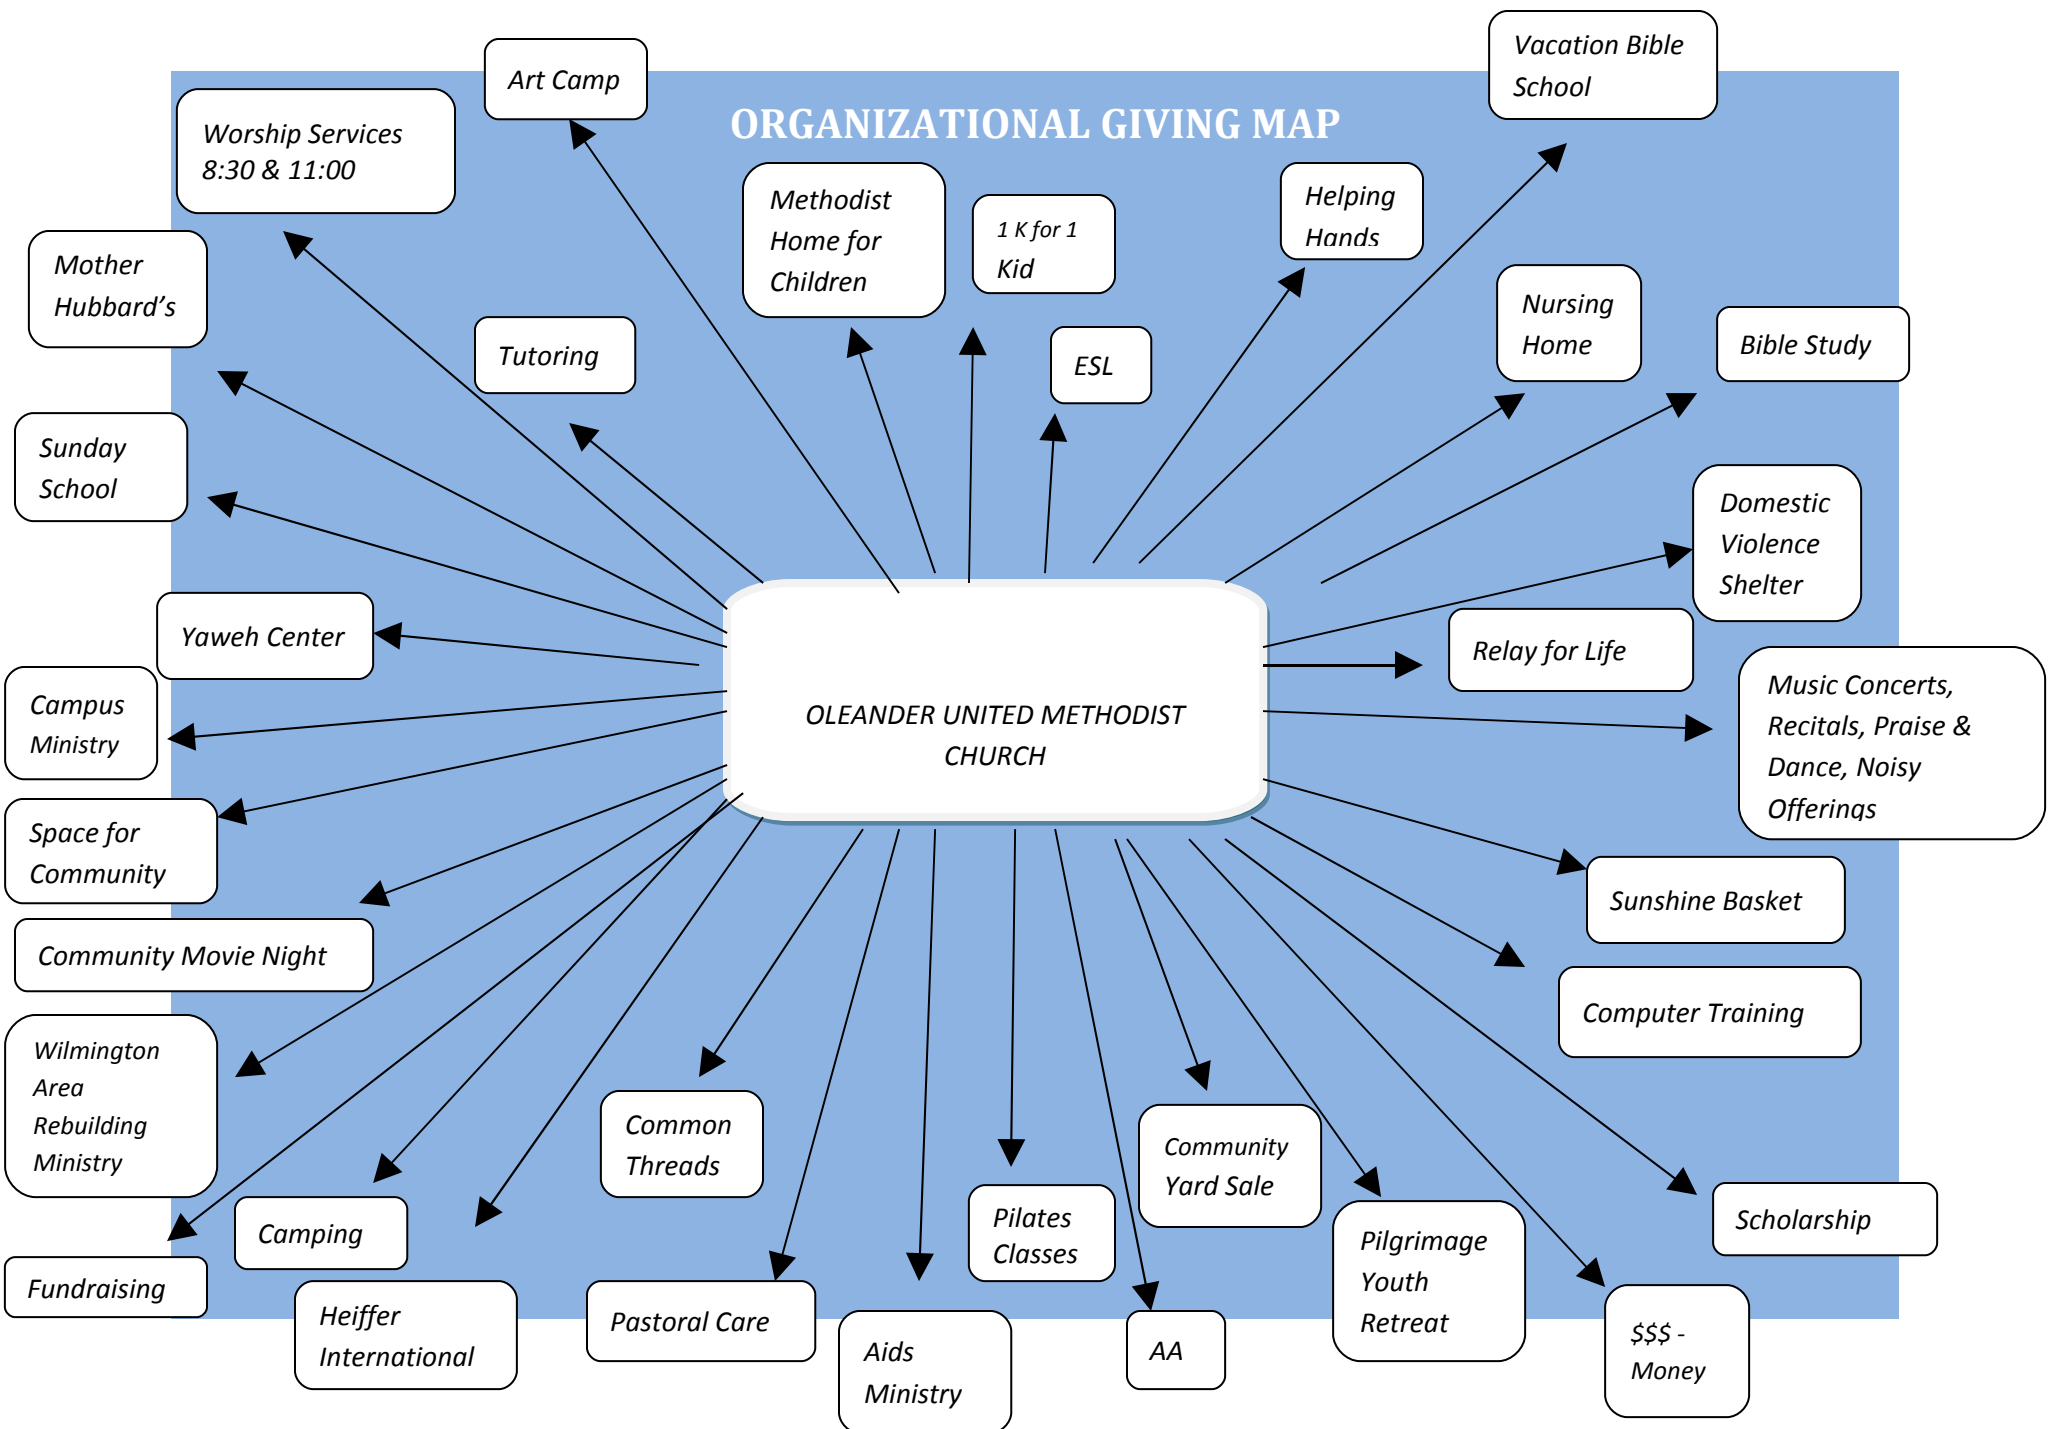 Vacation Bible
School
Art Camp
ORGANIZATIONAL GIVING MAP
Worship Services
8:30 & 11:00
Methodist
Home for
Children
1 K for 1
Kid
Helping
Hands
Mother
Hubbard’s
Tutoring
ESL
Nursing
Home
Bible Study
Sunday
School
Domestic
Violence
Shelter
Yaweh Center
Relay for Life
Campus
Ministry
OLEANDER UNITED METHODIST
CHURCH
Music Concerts,
Recitals, Praise &
Dance, Noisy
Offerings
Space for
Community
Sunshine Basket
Community Movie Night
Computer Training
Wilmington
Area
Rebuilding
Ministry
Common
Threads
Community
Yard Sale
Pilates
Classes
Scholarship
Camping
Pilgrimage
Youth
Retreat
Fundraising
Heiffer
International
Pastoral Care
Aids
Ministry
AA
$$$ -
Money